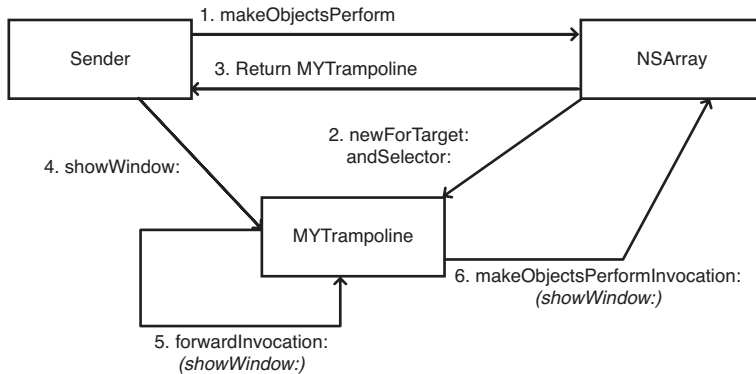 1. makeObjectsPerform
Sender
NSArray
3. Return MYTrampoline
2. newForTarget:
andSelector:
4. showWindow:
MYTrampoline
6. makeObjectsPerformInvocation:
(showWindow:)
5. forwardInvocation:
(showWindow:)